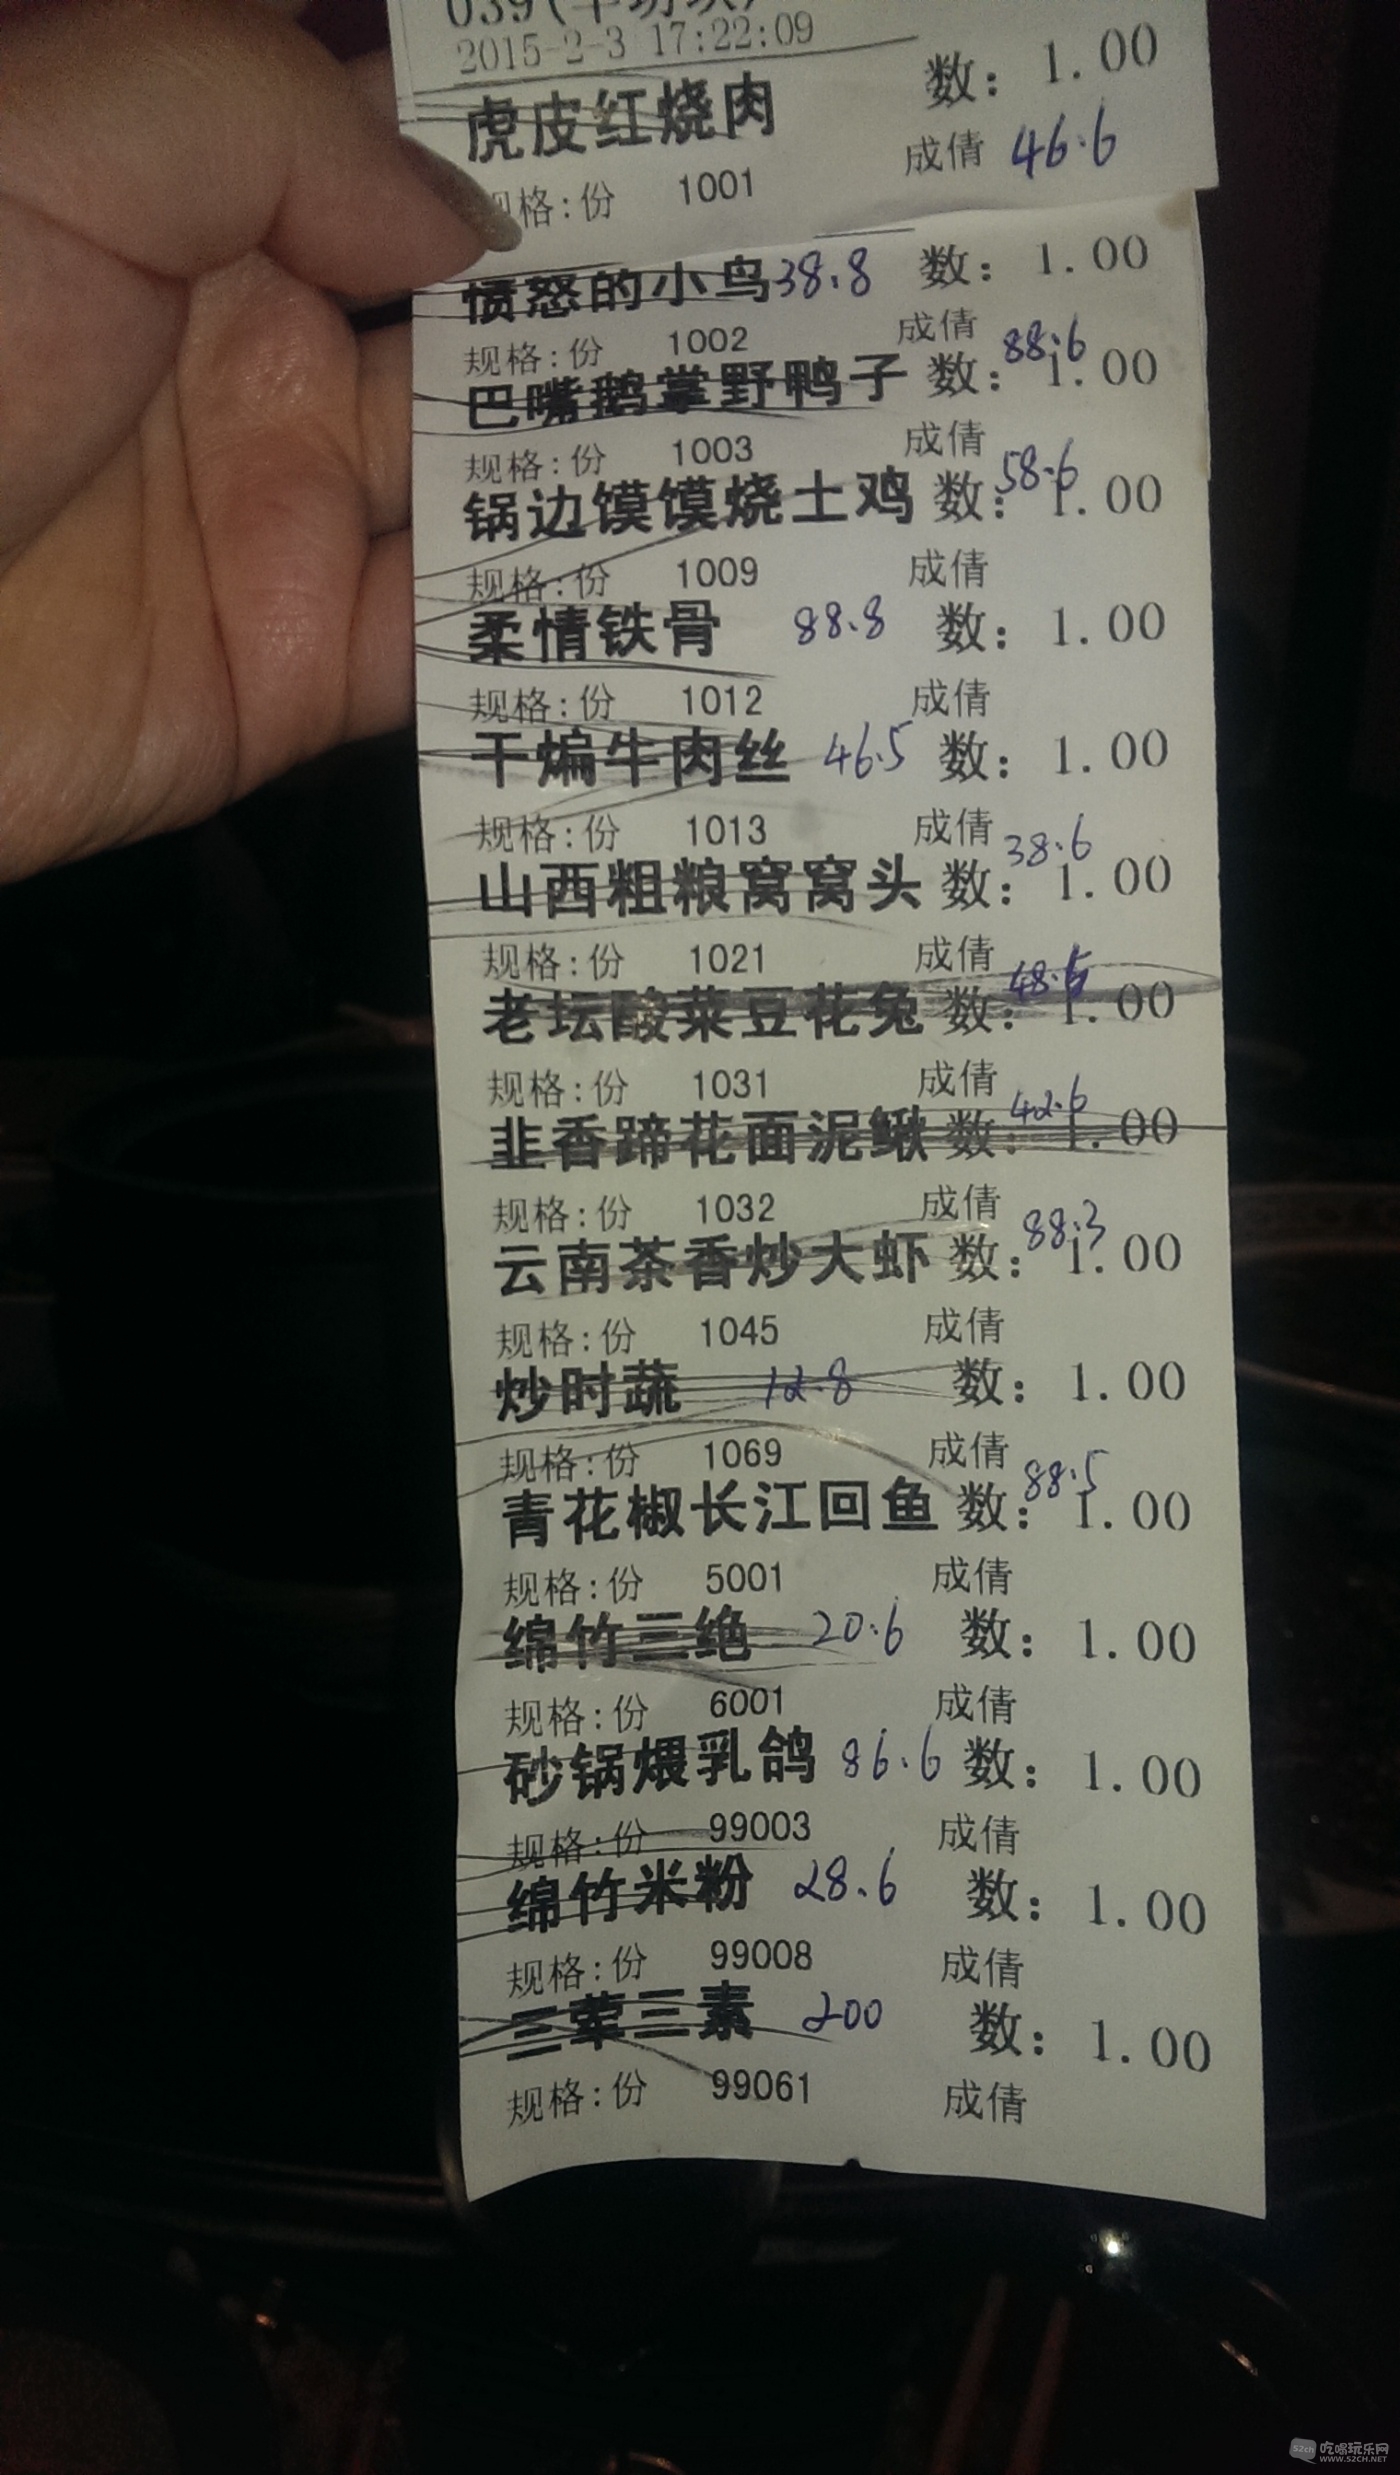 2015-2-3 17:22:09
虎皮红烧肉 数: 1.00
规格:份 1001 成倩 46.6
愤怒的小鸟 38.8 数: 1.00
规格:份 1002 成倩 88.6
巴嘴鹅掌野鸭子 数: 1.00
规格:份 1003 成倩 58.6
锅边馍馍烧土鸡 数: 1.00
规格:份 1009 成倩
柔情铁骨 88.8 数: 1.00
规格:份 1012 成倩
干煸牛肉丝 46.5 数: 1.00
规格:份 1013 成倩 38.6
山西粗粮窝窝头 数: 1.00
规格:份 1021 成倩 48.6
老坛酸菜豆花兔 数: 1.00
规格:份 1031 成倩 42.6
韭香蹄花面泥鳅 数: 1.00
规格:份 1032 成倩 88.3
云南茶香炒大虾 数: 1.00
规格:份 1045 成倩
炒时蔬 12.8 数: 1.00
规格:份 1069 成倩 88.5
青花椒长江回鱼 数: 1.00
规格:份 5001 成倩
绵竹三绝 20.6 数: 1.00
规格:份 6001 成倩
砂锅煨乳鸽 86.6 数: 1.00
规格:份 99003 成倩
绵竹米粉 28.6 数: 1.00
规格:份 99008 成倩
三荤三素 200 数: 1.00
规格:份 99061 成倩
52ch 吃喝玩乐网
WWW.52CH.NET